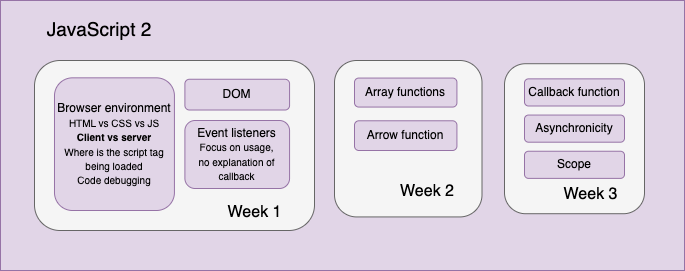 JavaScript 2
Browser environment
HTML vs CSS vs JS
Client vs server
Where is the script tag
being loaded
Code debugging
DOM
Event listeners
Focus on usage,
no explanation of
callback
Week 1
Array functions
Arrow function
Week 2
Callback function
Asynchronicity
Scope
Week 3